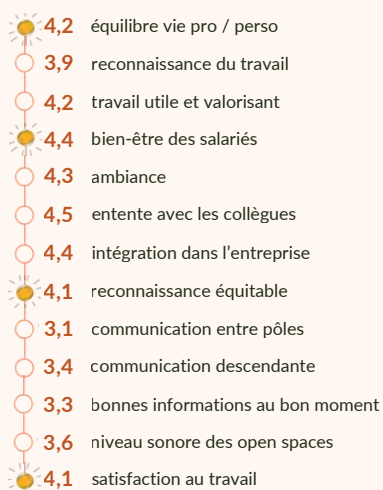 4,2 équilibre vie pro / perso
3,9 reconnaissance du travail
4,2 travail utile et valorisant
4,4 bien-être des salariés
4,3 ambiance
4,5 entente avec les collègues
4,4 intégration dans l'entreprise
4,1 reconnaissance équitable
3,1 communication entre pôles
3,4 communication descendante
3,3 bonnes informations au bon moment
3,6 niveau sonore des open spaces
4,1 satisfaction au travail